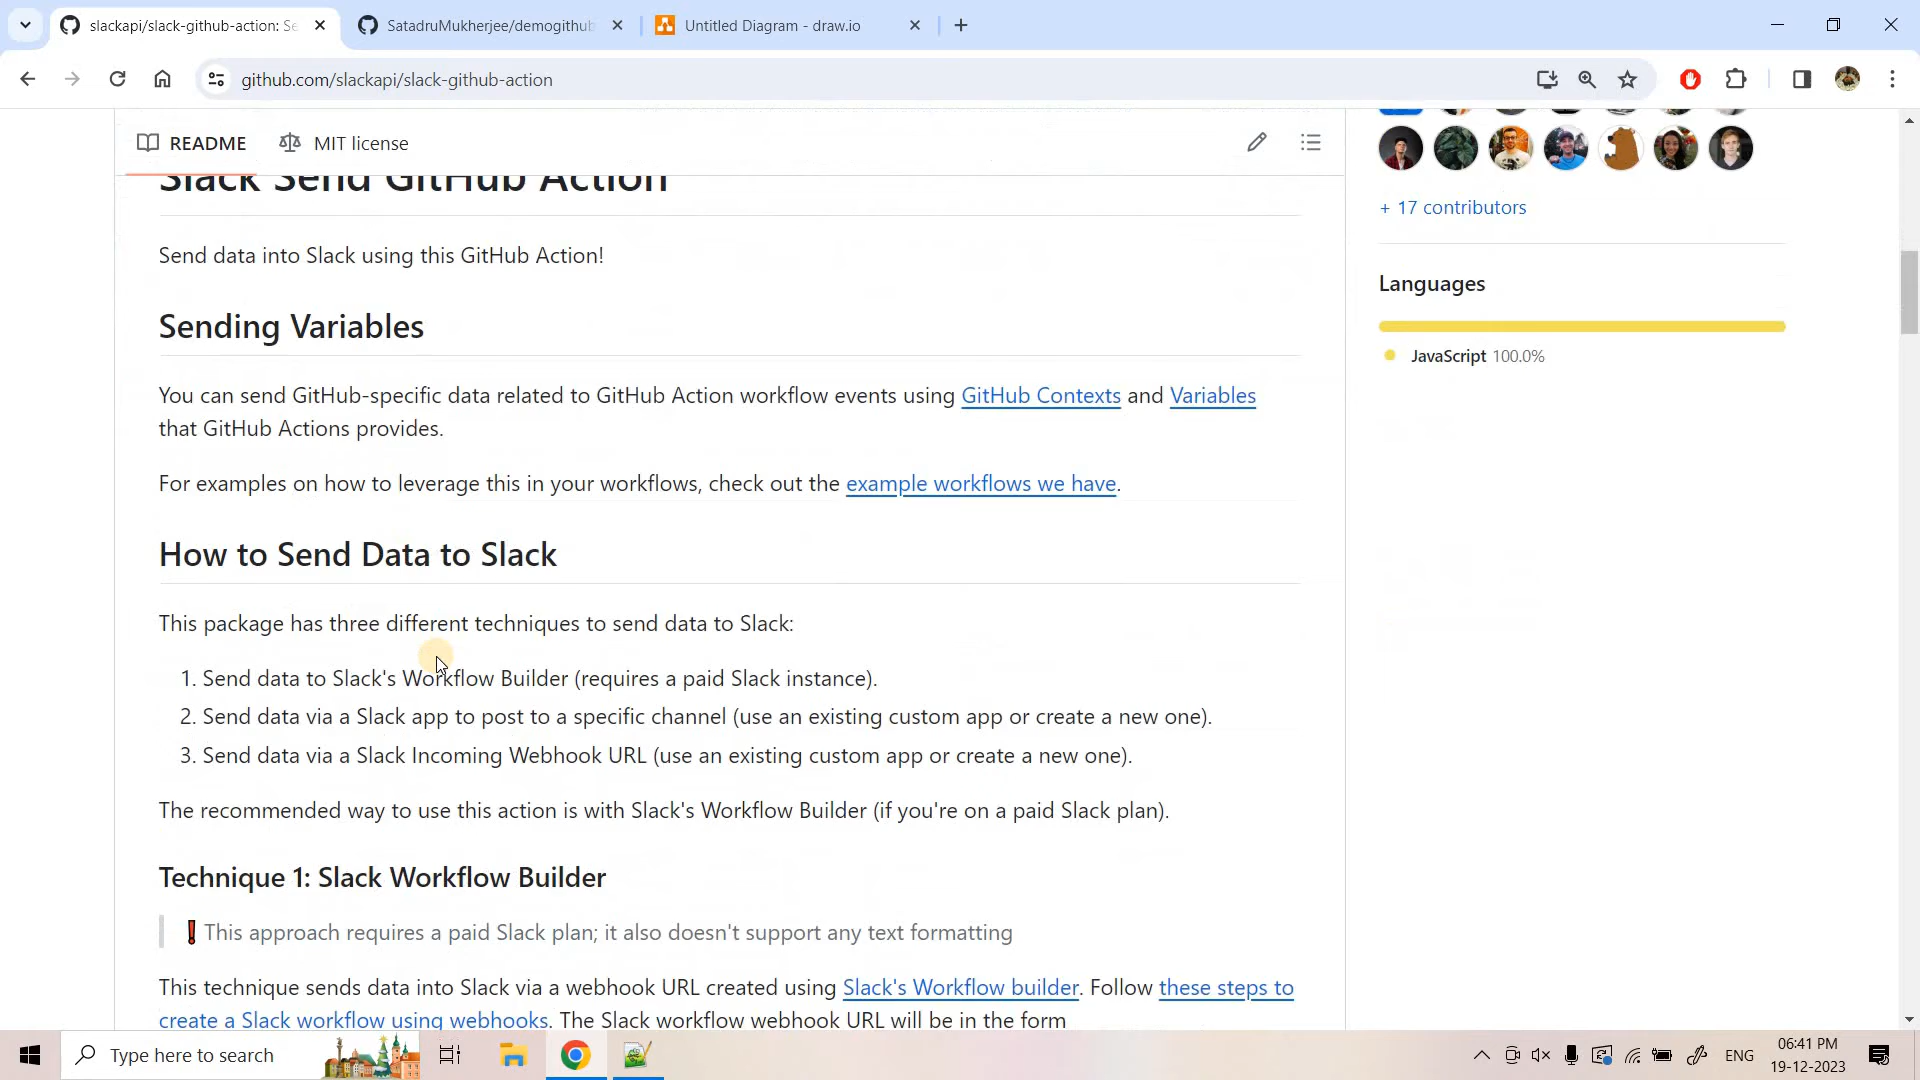 slackapi/slack-github-action: Se
SatadruMukherjee/demogithub
Untitled Diagram - draw.io
github.com/slackapi/slack-github-action
README
MIT license
Slack Send GitHub Action
Send data into Slack using this GitHub Action!
Sending Variables
You can send GitHub-specific data related to GitHub Action workflow events using GitHub Contexts and Variables
that GitHub Actions provides.
For examples on how to leverage this in your workflows, check out the example workflows we have.
How to Send Data to Slack
This package has three different techniques to send data to Slack:
1. Send data to Slack's Workflow Builder (requires a paid Slack instance).
2. Send data via a Slack app to post to a specific channel (use an existing custom app or create a new one).
3. Send data via a Slack Incoming Webhook URL (use an existing custom app or create a new one).
The recommended way to use this action is with Slack's Workflow Builder (if you're on a paid Slack plan).
Technique 1: Slack Workflow Builder
❗ This approach requires a paid Slack plan; it also doesn't support any text formatting
This technique sends data into Slack via a webhook URL created using Slack's Workflow builder. Follow these steps to
create a Slack workflow using webhooks. The Slack workflow webhook URL will be in the form
+ 17 contributors
Languages
JavaScript 100.0%
Type here to search
ENG
06:41 PM
19-12-2023